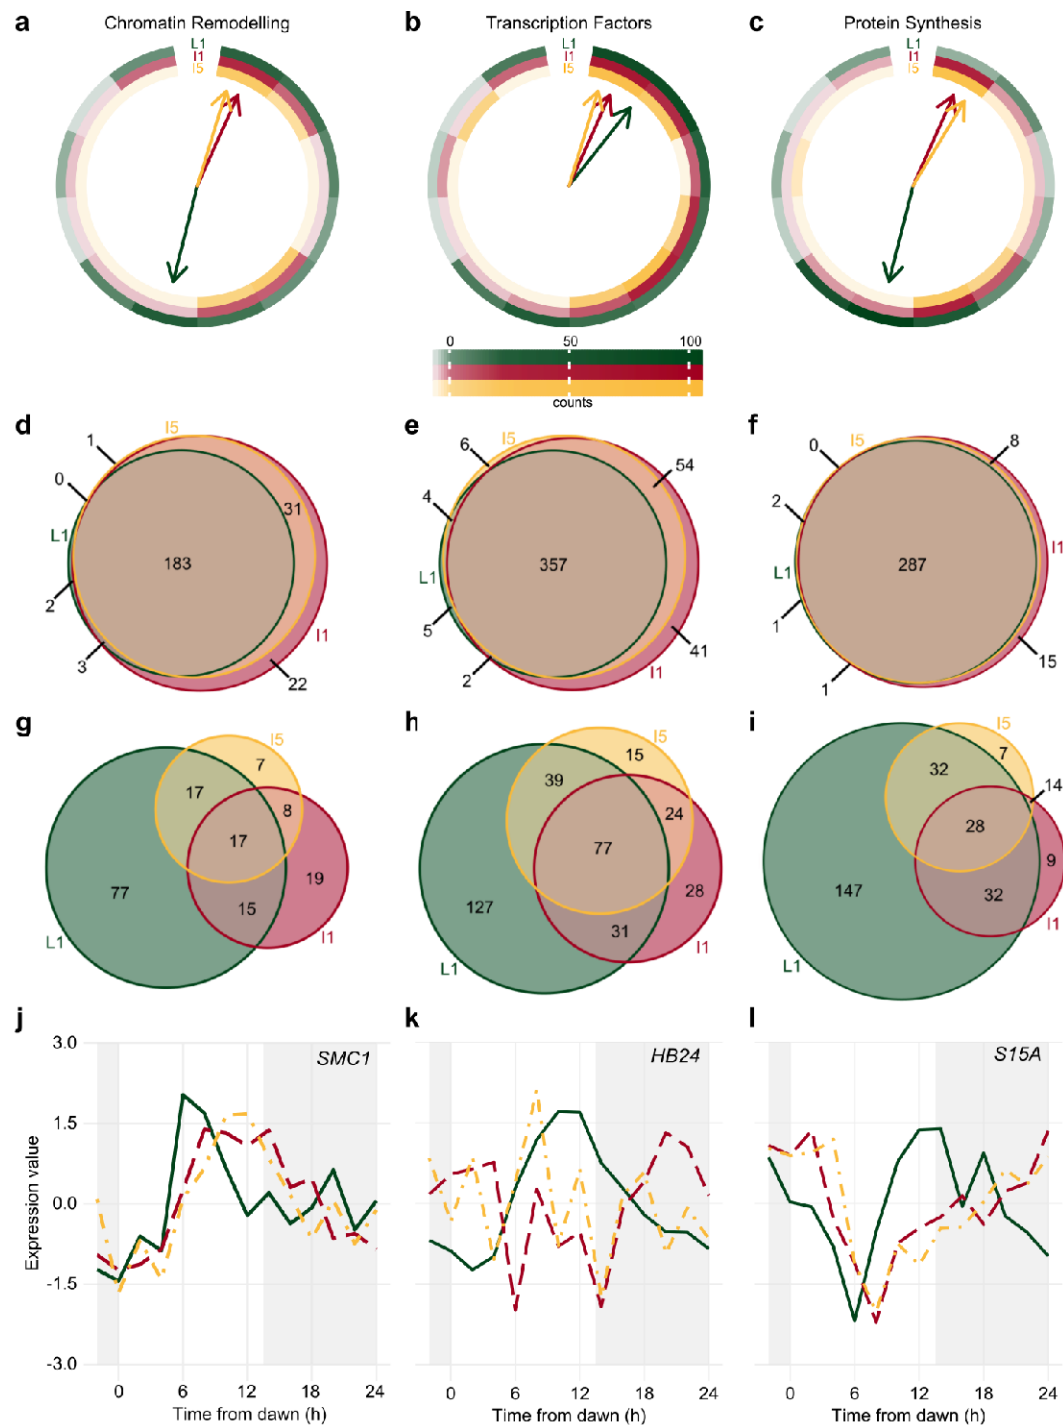 a Chromatin Remodelling
b Transcription Factors
c Protein Synthesis
L1
I1
I5
L1
I1
I5
L1
I1
I5
0 50 100
counts
d
I5
1
0
31
L1
183
2
3
I1
22
e
I5
6
54
4
357
L1
5
41
2
I1
f
I5
0
8
2
I1
287
L1
1
1
15
g
I5
7
17
8
17
19
77
15
L1
I1
h
I5
15
39
24
77
28
127
31
L1
I1
i
I5
7
32
14
28
9
147
32
I1
L1
j
SMC1
3.0
1.5
0.0
-1.5
-3.0
Expression value
0 6 12 18 24
Time from dawn (h)
k
HB24
0 6 12 18 24
Time from dawn (h)
l
S15A
0 6 12 18 24
Time from dawn (h)